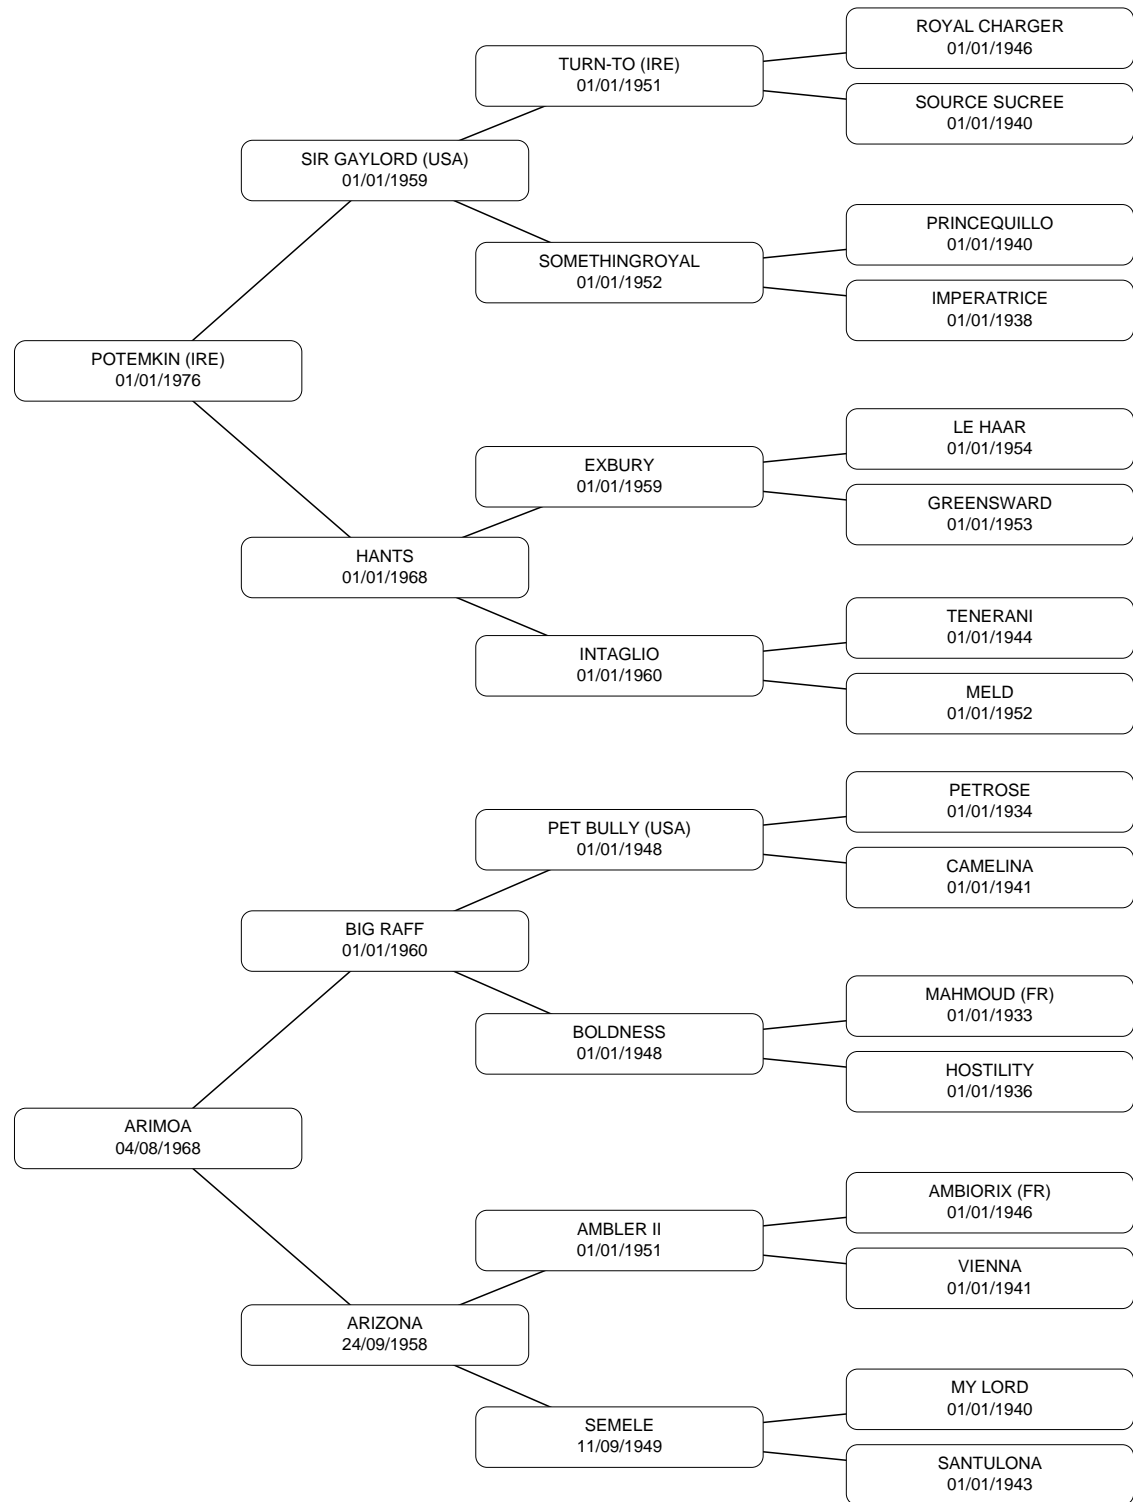 ROYAL CHARGER
01/01/1946
TURN-TO (IRE)
01/01/1951
SOURCE SUCREE
01/01/1940
SIR GAYLORD (USA)
01/01/1959
PRINCEQUILLO
01/01/1940
SOMETHINGROYAL
01/01/1952
IMPERATRICE
01/01/1938
POTEMKIN (IRE)
01/01/1976
LE HAAR
01/01/1954
EXBURY
01/01/1959
GREENSWARD
01/01/1953
HANTS
01/01/1968
TENERANI
01/01/1944
INTAGLIO
01/01/1960
MELD
01/01/1952
PETROSE
01/01/1934
PET BULLY (USA)
01/01/1948
CAMELINA
01/01/1941
BIG RAFF
01/01/1960
MAHMOUD (FR)
01/01/1933
BOLDNESS
01/01/1948
HOSTILITY
01/01/1936
ARIMOA
04/08/1968
AMBIORIX (FR)
01/01/1946
AMBLER II
01/01/1951
VIENNA
01/01/1941
ARIZONA
24/09/1958
MY LORD
01/01/1940
SEMELE
11/09/1949
SANTULONA
01/01/1943